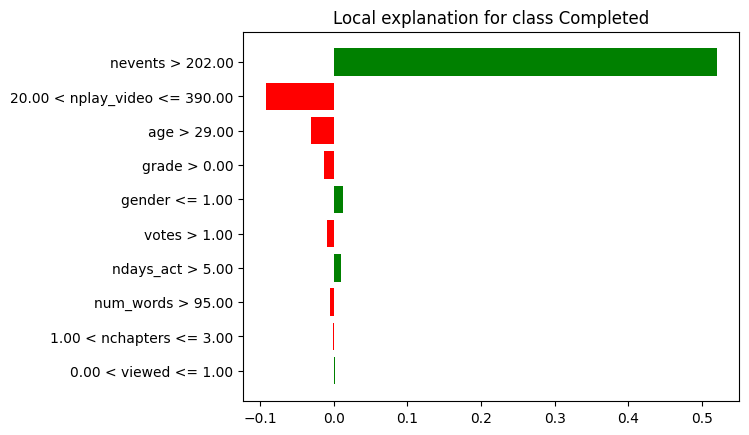 Local explanation for class Completed
nevents > 202.00
20.00 < nplay_video <= 390.00
age > 29.00
grade > 0.00
gender <= 1.00
votes > 1.00
ndays_act > 5.00
num_words > 95.00
1.00 < nchapters <= 3.00
0.00 < viewed <= 1.00
−0.1 0.0 0.1 0.2 0.3 0.4 0.5